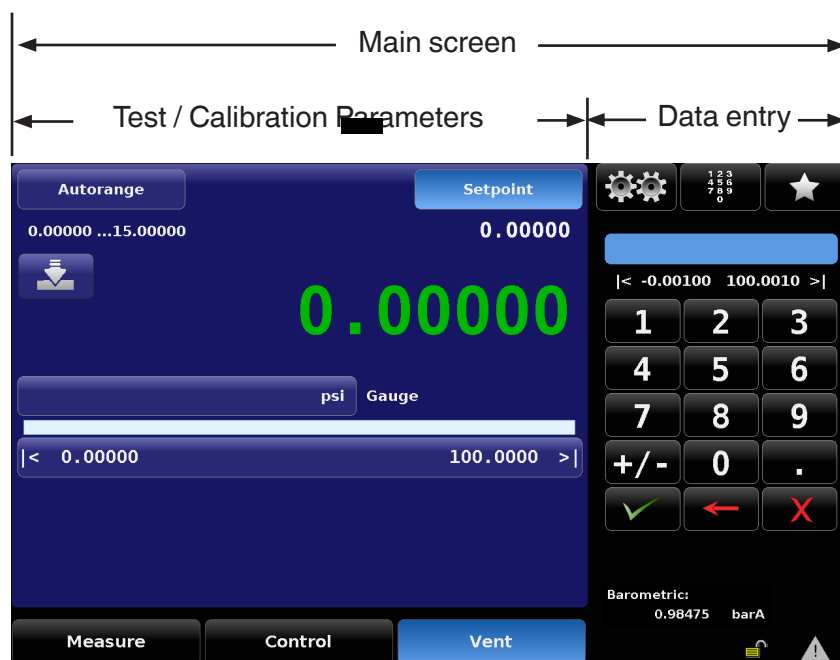 Main screen
Test / Calibration Parameters
Data entry
Autorange
Setpoint
1 2 3
4 5 6
7 8 9
0
0.00000 ...15.00000
0.00000
|< -0.00100 100.0010 >|
0.00000
1 2 3
4 5 6
psi Gauge
7 8 9
|< 0.00000 100.0000 >|
+/- 0 .
X
Barometric:
0.98475 barA
Measure
Control
Vent
!